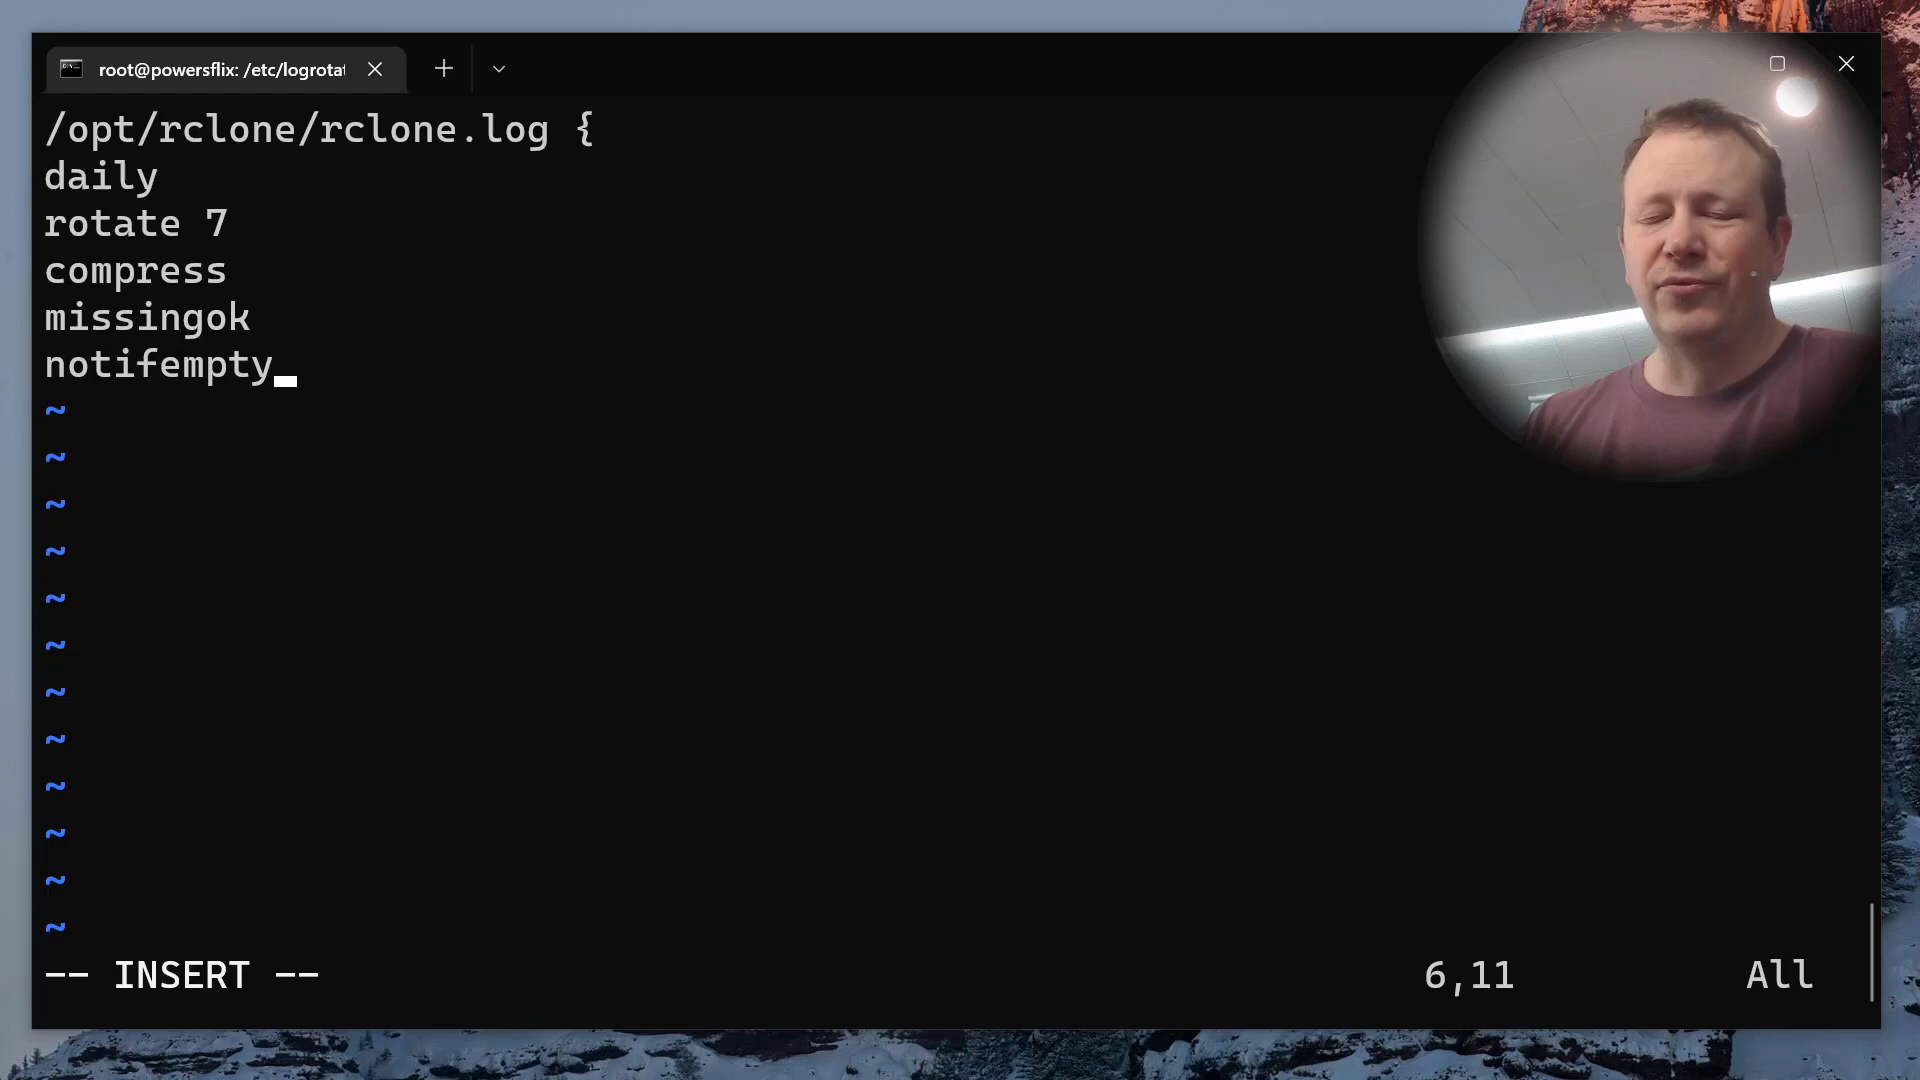 root@powersflix: /etc/logrotat
/opt/rclone/rclone.log {
daily
rotate 7
compress
missingok
notifempty
~
~
~
~
~
~
~
~
~
~
~
~
-- INSERT --
6,11
All